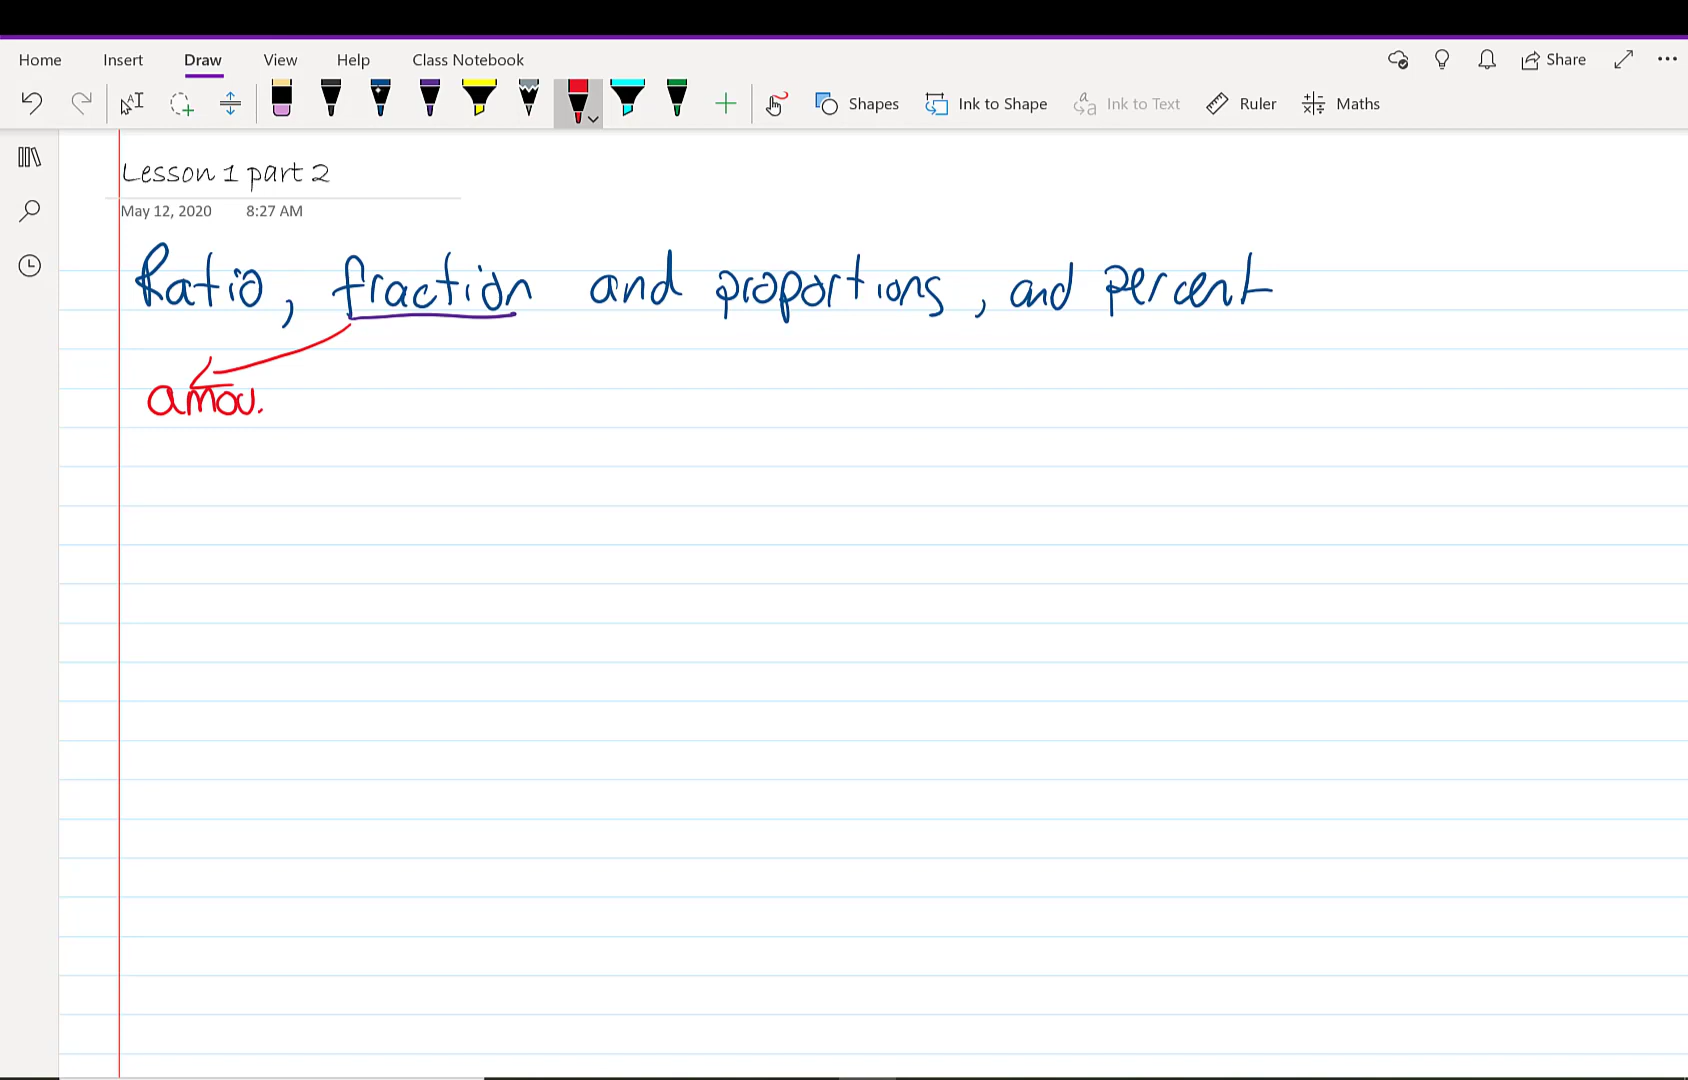 Home Insert Draw View Help Class Notebook Share
Shapes Ink to Shape Ink to Text Ruler Maths
Lesson 1 part 2
May 12, 2020 8:27 AM
Ratio, fraction and proportions, and percent
amou.